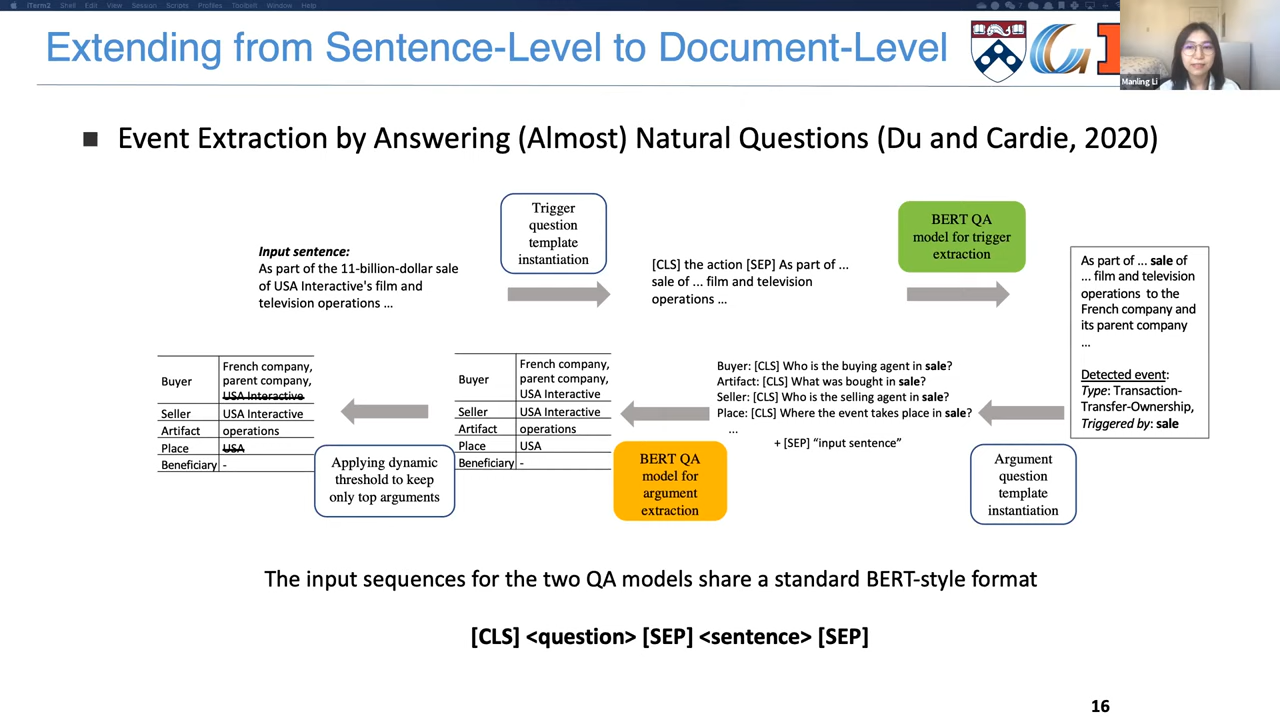 iTerm2 Shell Edit View Session Scripts Profiles Toolbelt Window Help
Extending from Sentence-Level to Document-Level
Manling Li
■ Event Extraction by Answering (Almost) Natural Questions (Du and Cardie, 2020)
Trigger
question
template
instantiation
BERT QA
model for trigger
extraction
Input sentence:
As part of the 11-billion-dollar sale
of USA Interactive's film and
television operations ...
[CLS] the action [SEP] As part of ...
sale of ... film and television
operations ...
As part of ... sale of
... film and television
operations to the
French company and
its parent company
...
Detected event:
Type: Transaction-
Transfer-Ownership,
Triggered by: sale
Argument
question
template
instantiation
Buyer: [CLS] Who is the buying agent in sale?
Artifact: [CLS] What was bought in sale?
Seller: [CLS] Who is the selling agent in sale?
Place: [CLS] Where the event takes place in sale?
...
+ [SEP] “input sentence”
BERT QA
model for
argument
extraction
Buyer French company,
parent company,
USA Interactive
Seller USA Interactive
Artifact operations
Place USA
Beneficiary -
Applying dynamic
threshold to keep
only top arguments
Buyer French company,
parent company,
USA Interactive
Seller USA Interactive
Artifact operations
Place USA
Beneficiary -
The input sequences for the two QA models share a standard BERT-style format
[CLS] <question> [SEP] <sentence> [SEP]
16